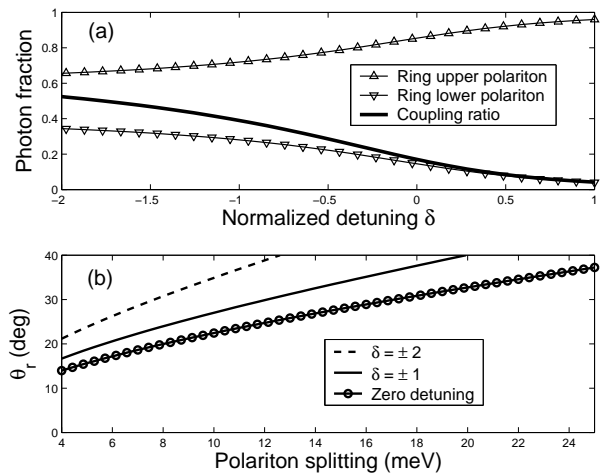 (a)
Photon fraction
1
0.8
0.6
0.4
0.2
0
Ring upper polariton
Ring lower polariton
Coupling ratio
−2 −1.5 −1 −0.5 0 0.5 1
Normalized detuning δ
(b)
θr (deg)
40
30
20
10
0
δ = ± 2
δ = ± 1
Zero detuning
4 6 8 10 12 14 16 18 20 22 24
Polariton splitting (meV)